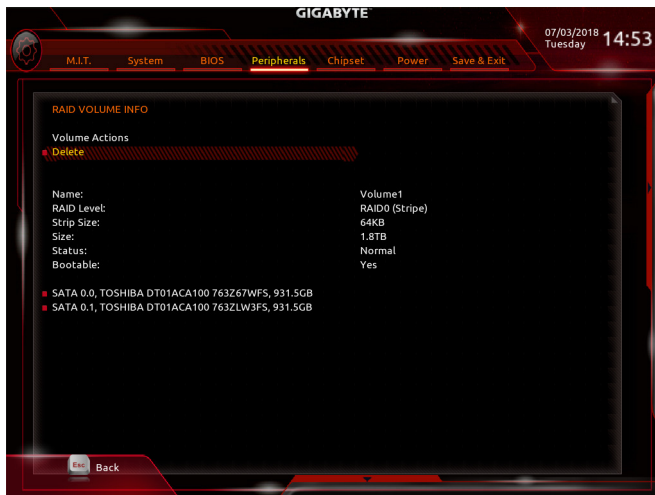 GIGABYTE
07/03/2018 14:53
Tuesday
M.I.T. System BIOS Peripherals Chipset Power Save & Exit
RAID VOLUME INFO
Volume Actions
Delete
Name: Volume1
RAID Level: RAID0 (Stripe)
Strip Size: 64KB
Size: 1.8TB
Status: Normal
Bootable: Yes
SATA 0.0, TOSHIBA DT01ACA100 763Z67WFS, 931.5GB
SATA 0.1, TOSHIBA DT01ACA100 763ZLW3FS, 931.5GB
Esc Back